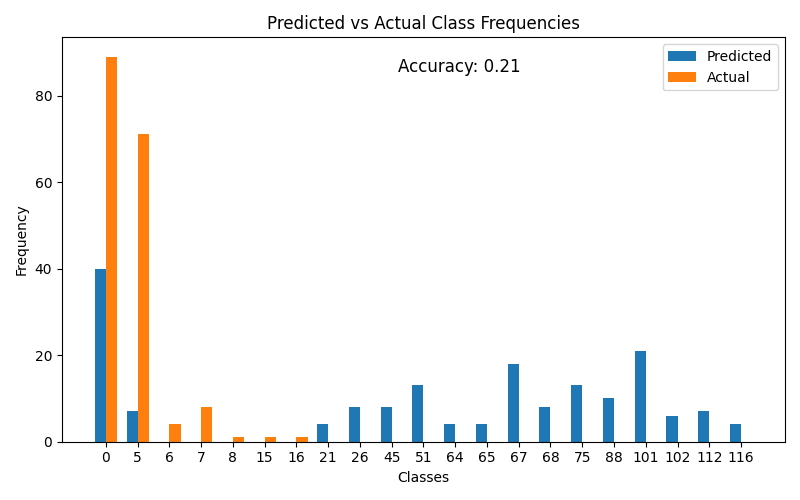 Predicted vs Actual Class Frequencies
Accuracy: 0.21
Predicted
Actual
80
60
40
20
0
Frequency
0 5 6 7 8 15 16 21 26 45 51 64 65 67 68 75 88 101 102 112 116
Classes